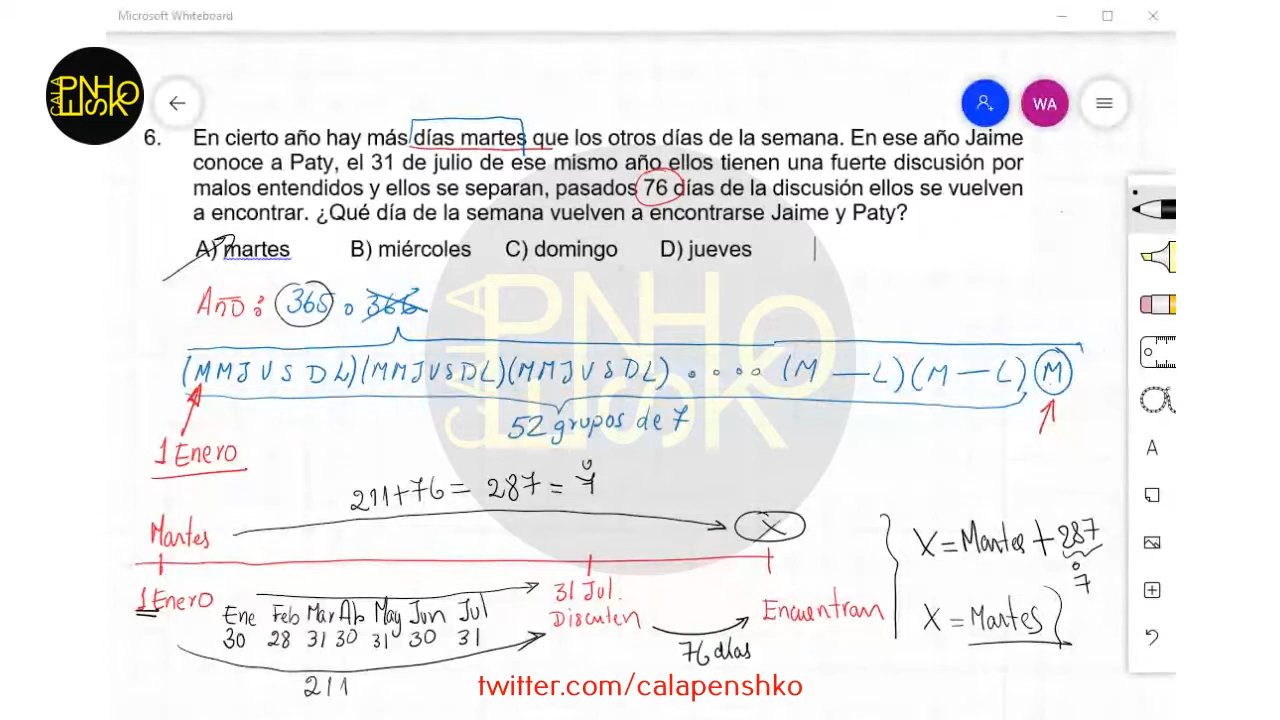 Microsoft Whiteboard
CALA
PNHO
ESK
WA
6. En cierto año hay más días martes que los otros días de la semana. En ese año Jaime
conoce a Paty, el 31 de julio de ese mismo año ellos tienen una fuerte discusión por
malos entendidos y ellos se separan, pasados 76 días de la discusión ellos se vuelven
a encontrar. ¿Qué día de la semana vuelven a encontrarse Jaime y Paty?
A) martes B) miércoles C) domingo D) jueves
Año: 365 o 366
(MMJVSDL)(MMJVSDL)(MMJVSDL) .... (M — L)(M — L) M
52 grupos de 7
1 Enero
211+76 = 287 = 7
Martes X
X = Martes + 287
7
1 Enero 31 Jul. Encuentran
Discuten
Ene Feb Mar Ab May Jun Jul
30 28 31 30 31 30 31
X = Martes
76 días
211
twitter.com/calapenshko
A